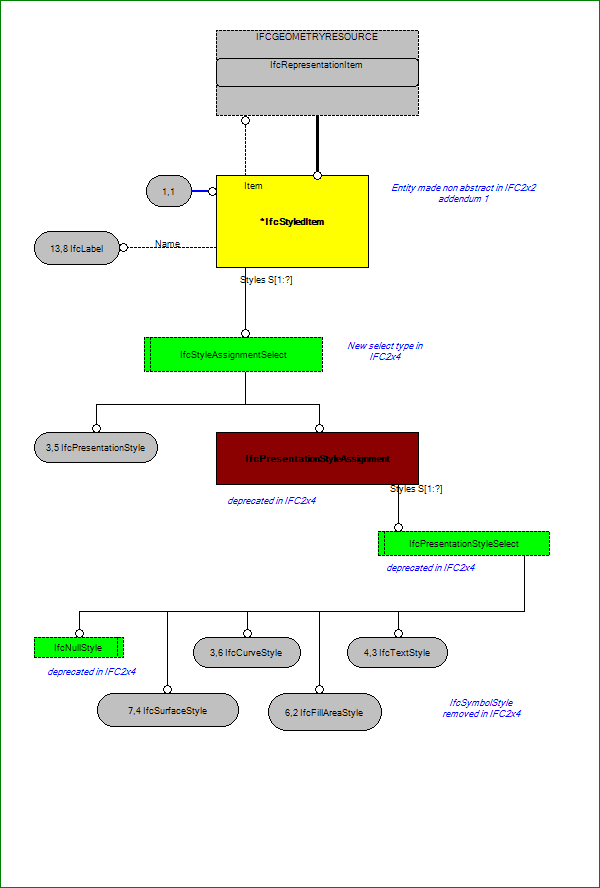 IFCGEOMETRYRESOURCE
IfcRepresentationItem
Item
1,1
*IfcStyledItem
Entity made non abstract in IFC2x2
addendum 1
13,8 IfcLabel
Name
Styles S[1:?]
IfcStyleAssignmentSelect
New select type in
IFC2x4
3,5 IfcPresentationStyle
IfcPresentationStyleAssignment
deprecated in IFC2x4
Styles S[1:?]
IfcPresentationStyleSelect
deprecated in IFC2x4
IfcNullStyle
3,6 IfcCurveStyle
4,3 IfcTextStyle
deprecated in IFC2x4
7,4 IfcSurfaceStyle
6,2 IfcFillAreaStyle
IfcSymbolStyle
removed in IFC2x4